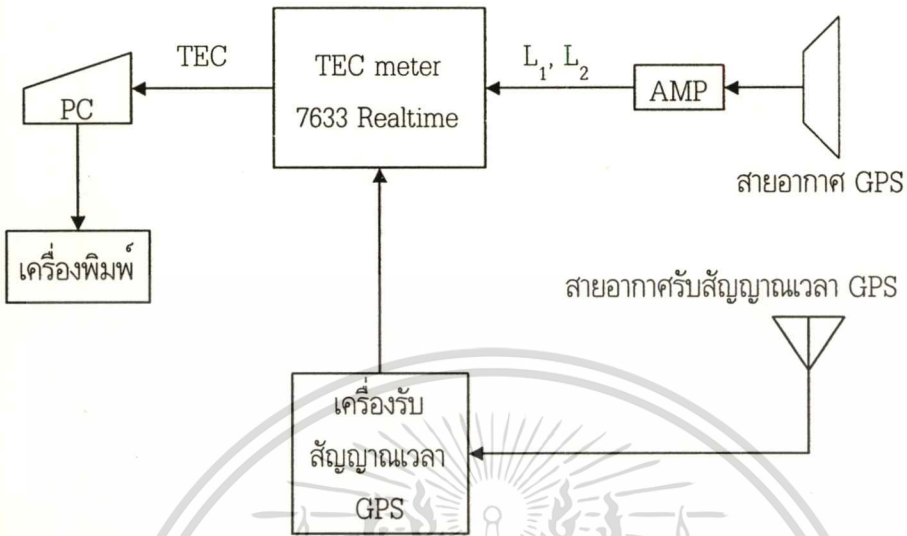 TEC
TEC meter
7633 Realtime
L₁, L₂
AMP
PC
สายอากาศ GPS
เครื่องพิมพ์
สายอากาศรับสัญญาณเวลา GPS
เครื่องรับ
สัญญาณเวลา
GPS